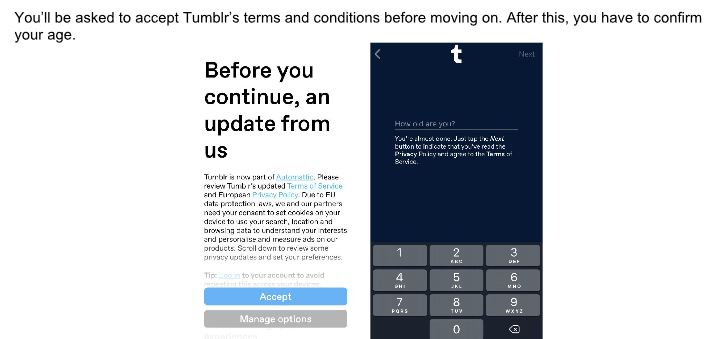 You'll be asked to accept Tumblr's terms and conditions before moving on. After this, you have to confirm
your age.
Before you
continue, an
update from
us
Tumblr is now part of Automattic. Please
review Tumblr's updated Terms of Service
and European Privacy Policy. Due to EU
data protection laws, we and our partners
need your consent to set cookies on your
device to use your search, location and
browsing data to understand your interests
and personalise and measure ads on our
products. Scroll down to review some
privacy updates and set your preferences.
Tip: Log in to your account to avoid
repeating this across your devices.
Accept
Manage options
t
Next
How old are you?
You're almost done. Just tap the Next
button to indicate that you've read the
Privacy Policy and agree to the Terms of
Service.
1
2 ABC
3 DEF
4 GHI
5 JKL
6 MNO
7 PQRS
8 TUV
9 WXYZ
0